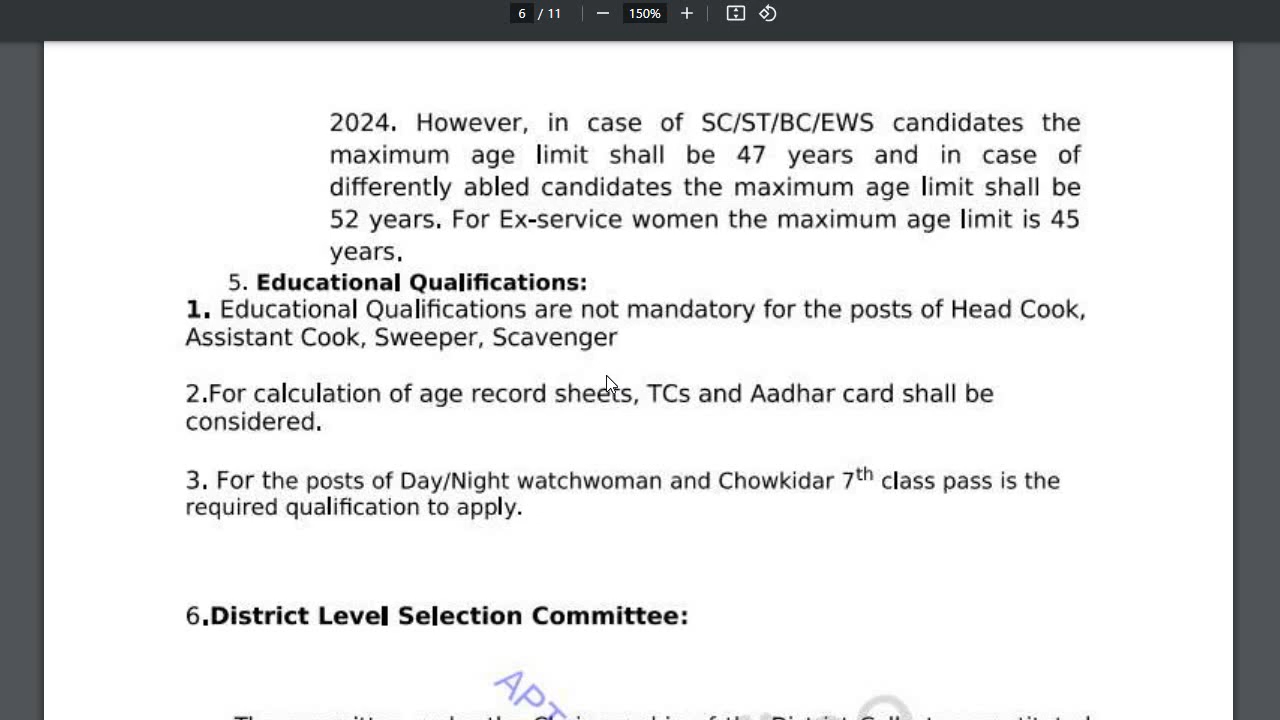 6 / 11 150%
2024. However, in case of SC/ST/BC/EWS candidates the
maximum age limit shall be 47 years and in case of
differently abled candidates the maximum age limit shall be
52 years. For Ex-service women the maximum age limit is 45
years.
5. Educational Qualifications:
1. Educational Qualifications are not mandatory for the posts of Head Cook,
Assistant Cook, Sweeper, Scavenger
2.For calculation of age record sheets, TCs and Aadhar card shall be
considered.
3. For the posts of Day/Night watchwoman and Chowkidar 7th class pass is the
required qualification to apply.
6.District Level Selection Committee:
APT